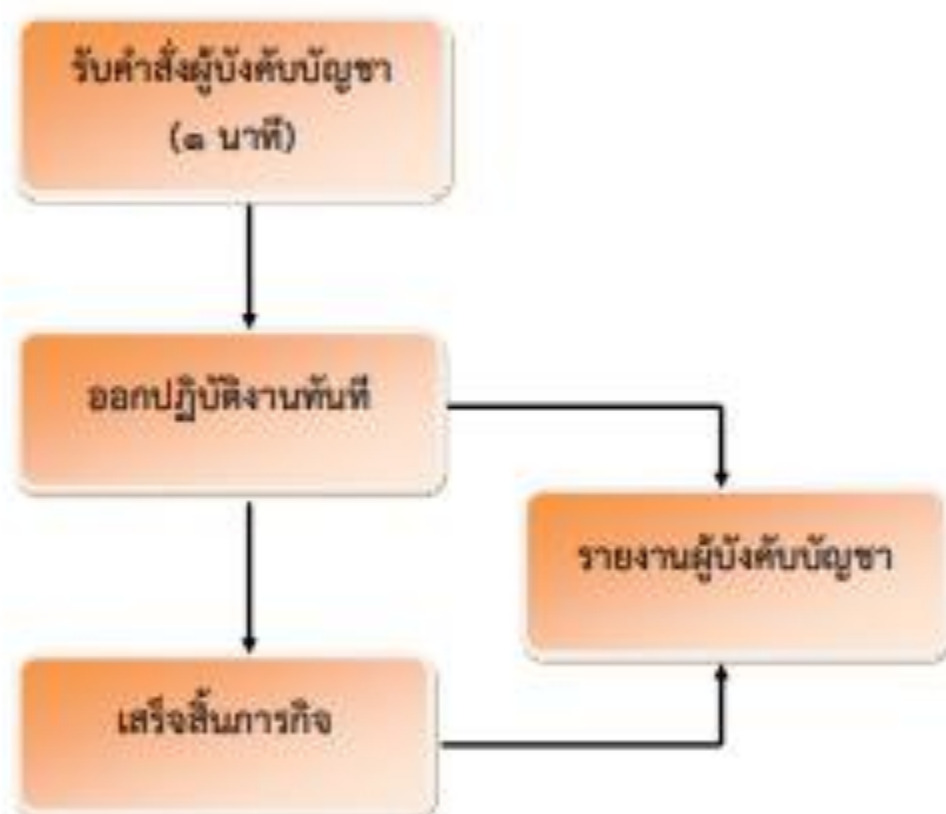 รับคำสั่งผู้บังคับบัญชา
(๑ นาที)
ออกปฏิบัติงานทันที
รายงานผู้บังคับบัญชา
เสร็จสิ้นภารกิจ